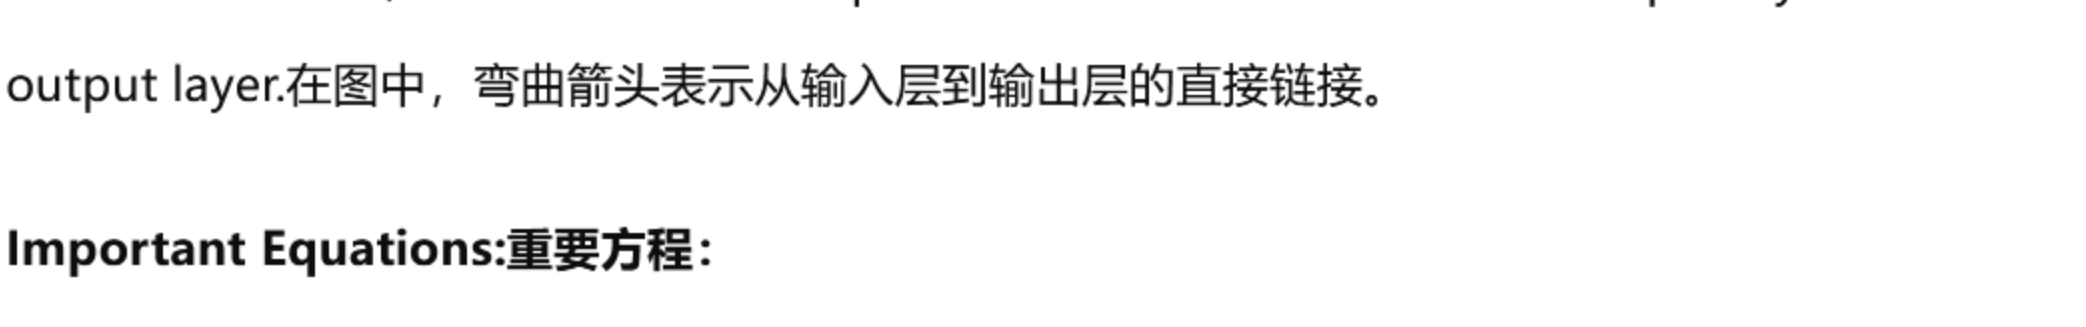 output layer.在图中，弯曲箭头表示从输入层到输出层的直接链接。
Important Equations:重要方程：